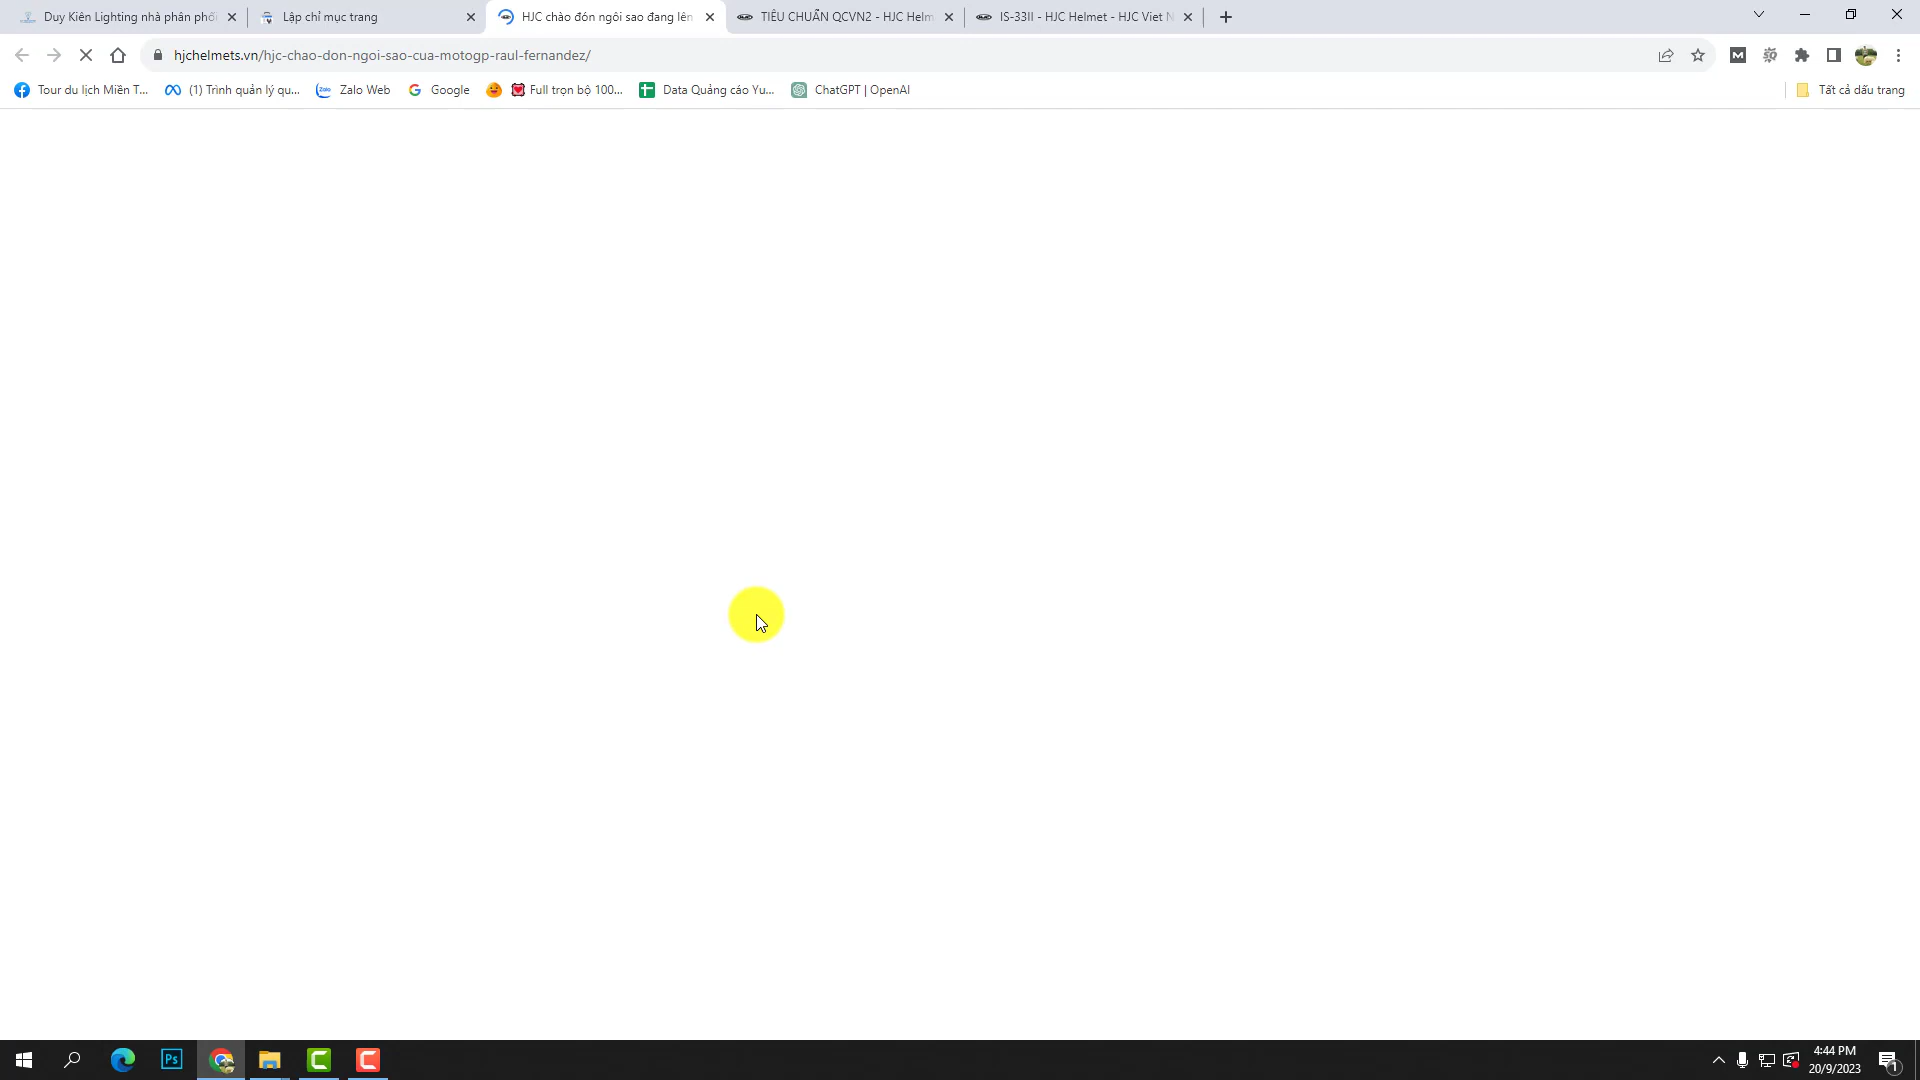 Duy Kiên Lighting nhà phân phối
Lập chỉ mục trang
HJC chào đón ngôi sao đang lên
TIÊU CHUẨN QCVN2 - HJC Helm
IS-33II - HJC Helmet - HJC Viet N
hjchelmets.vn/hjc-chao-don-ngoi-sao-cua-motogp-raul-fernandez/
Tour du lịch Miền T...
(1) Trình quản lý qu...
Zalo Web
Google
Full trọn bộ 100...
Data Quảng cáo Yu...
ChatGPT | OpenAI
Tất cả dấu trang
Ps
4:44 PM
20/9/2023
1